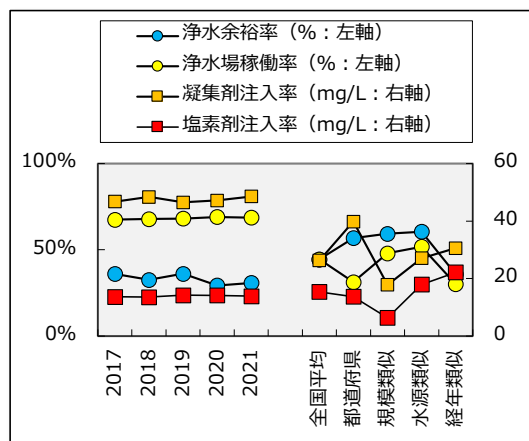 浄水余裕率（%：左軸）
浄水場稼働率（%：左軸）
凝集剤注入率（mg/L：右軸）
塩素剤注入率（mg/L：右軸）
100%
50%
0%
60
40
20
0
2017
2018
2019
2020
2021
全国平均
都道府県
規模類似
水源類似
経年類似